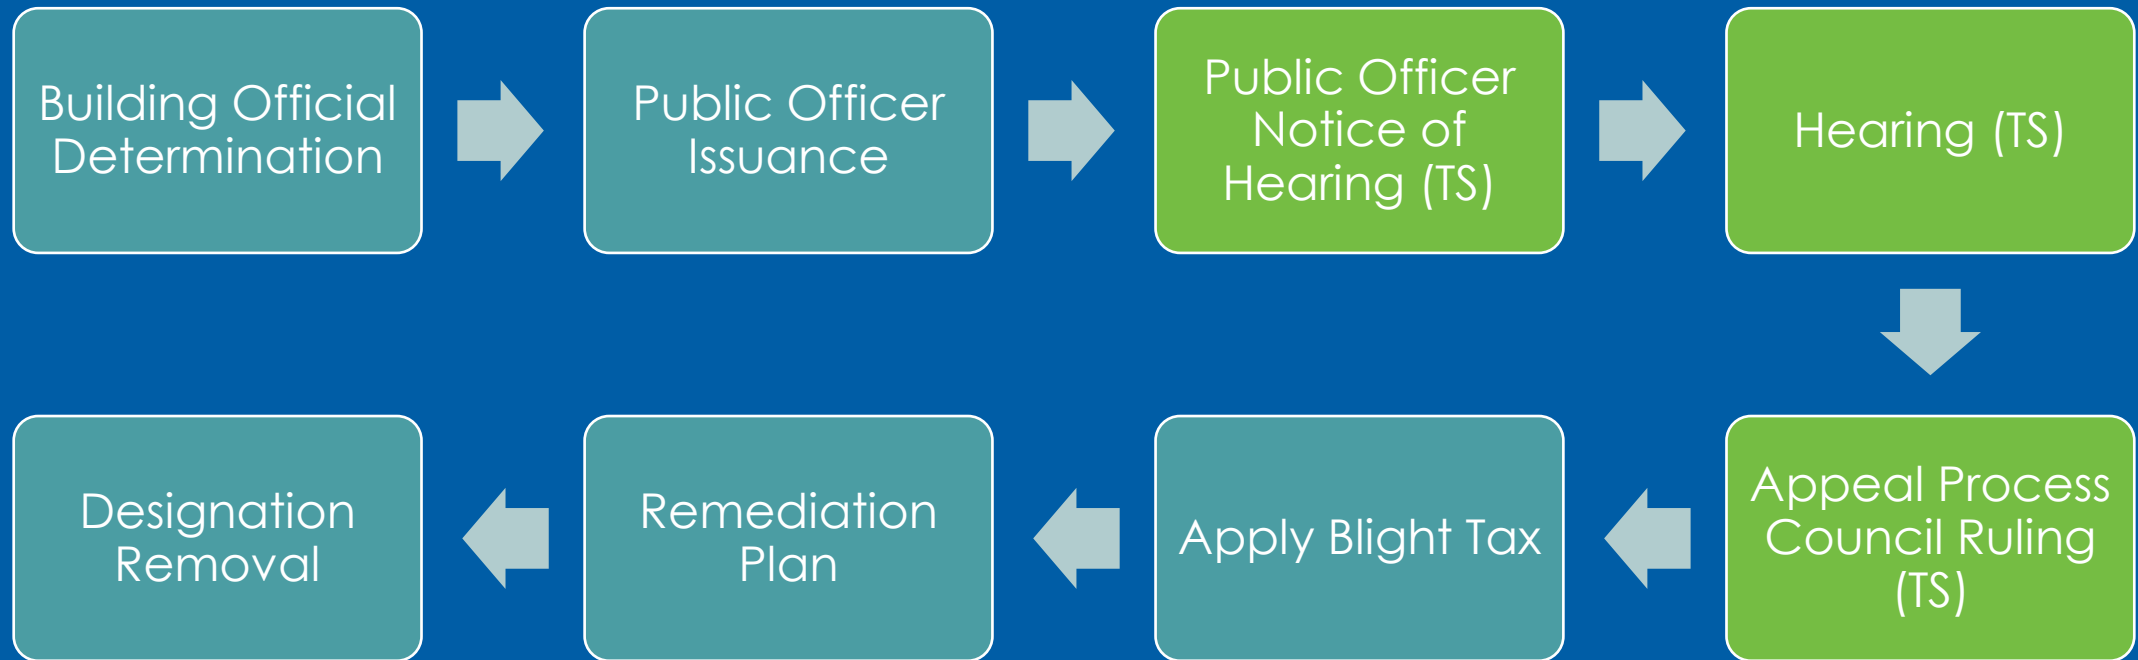 Building Official
Determination
Public Officer
Issuance
Public Officer
Notice of
Hearing (TS)
Hearing (TS)
Appeal Process
Council Ruling
(TS)
Apply Blight Tax
Remediation
Plan
Designation
Removal